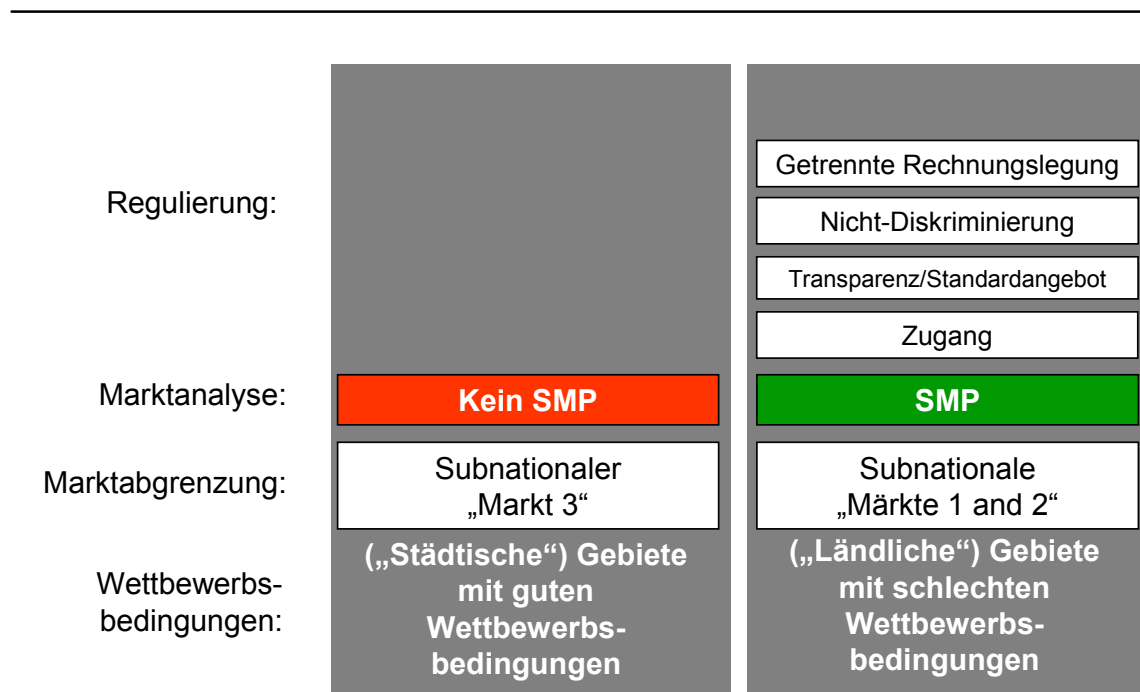 Regulierung:
Getrennte Rechnungslegung
Nicht-Diskriminierung
Transparenz/Standardangebot
Zugang
Marktanalyse:
Kein SMP
SMP
Marktabgrenzung:
Subnationaler
„Markt 3“
Subnationale
„Märkte 1 and 2“
Wettbewerbs-
bedingungen:
(„Städtische“) Gebiete
mit guten
Wettbewerbs-
bedingungen
(„Ländliche“) Gebiete
mit schlechten
Wettbewerbs-
bedingungen